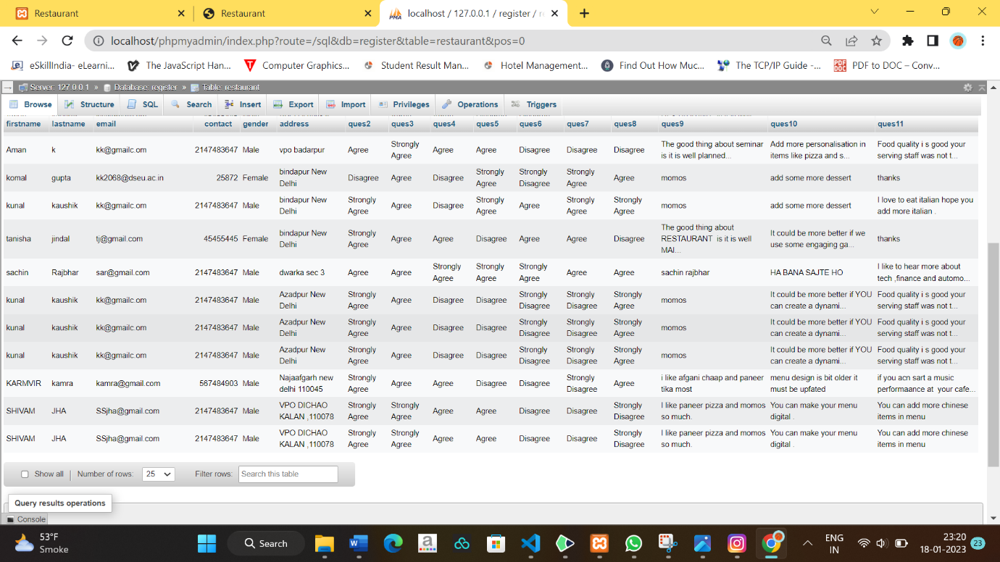 Restaurant
Restaurant
localhost / 127.0.0.1 / register / re
localhost/phpmyadmin/index.php?route=/sql&db=register&table=restaurant&pos=0
eSkillIndia- eLearni... The JavaScript Han... Computer Graphics... Student Result Man... Hotel Management... Find Out How Muc... The TCP/IP Guide -... PDF to DOC – Conv...
Server: 127.0.0.1 » Database: register » Table: restaurant
Browse Structure SQL Search Insert Export Import Privileges Operations Triggers
firstname lastname email contact gender address ques2 ques3 ques4 ques5 ques6 ques7 ques8 ques9 ques10 ques11
Aman k kk@gmailc.om 2147483647 Male vpo badarpur Agree Strongly Agree Agree Agree Disagree Disagree Disagree The good thing about seminar is it is well planned... Add more personalisation in items like pizza and s... Food quality i s good your serving staff was not t...
komal gupta kk2068@dseu.ac.in 25872 Female bindapur New Delhi Disagree Agree Disagree Strongly Agree Strongly Disagree Strongly Agree Agree momos add some more dessert thanks
kunal kaushik kk@gmailc.om 2147483647 Male bindapur New Delhi Strongly Agree Agree Disagree Strongly Agree Agree Strongly Agree Strongly Agree momos add some more dessert I love to eat italian hope you add more italian .
tanisha jindal tj@gmail.com 45455445 Female bindapur New Delhi Strongly Agree Agree Agree Disagree Agree Agree Disagree The good thing about RESTAURANT is it is well MAI... It could be more better if we use some engaging ga... thanks
sachin Rajbhar sar@gmail.com 2147483647 Male dwarka sec 3 Agree Agree Strongly Agree Strongly Agree Strongly Agree Agree Agree sachin rajbhar HA BANA SAJTE HO I like to hear more about tech ,finance and automo...
kunal kaushik kk@gmailc.om 2147483647 Male Azadpur New Delhi Strongly Agree Agree Disagree Disagree Strongly Disagree Strongly Disagree Strongly Agree momos It could be more better if YOU can create a dynami... Food quality i s good your serving staff was not t...
kunal kaushik kk@gmailc.om 2147483647 Male Azadpur New Delhi Strongly Agree Agree Disagree Disagree Strongly Disagree Strongly Disagree Strongly Agree momos It could be more better if YOU can create a dynami... Food quality i s good your serving staff was not t...
kunal kaushik kk@gmailc.om 2147483647 Male Azadpur New Delhi Strongly Agree Agree Disagree Disagree Strongly Disagree Strongly Disagree Strongly Agree momos It could be more better if YOU can create a dynami... Food quality i s good your serving staff was not t...
KARMVIR kamra kamra@gmail.com 567484903 Male Najaafgarh new delhi 110045 Strongly Agree Agree Agree Disagree Disagree Strongly Disagree Agree i like afgani chaap and paneer tika most menu design is bit older it must be upfated if you acn sart a music performaance at your cafe...
SHIVAM JHA SSjha@gmail.com 2147483647 Male VPO DICHAO KALAN ,110078 Strongly Agree Strongly Agree Agree Agree Disagree Disagree Strongly Disagree I like paneer pizza and momos so much. You can make your menu digital . You can add more chinese items in menu
SHIVAM JHA SSjha@gmail.com 2147483647 Male VPO DICHAO KALAN ,110078 Strongly Agree Strongly Agree Agree Agree Disagree Disagree Strongly Disagree I like paneer pizza and momos so much. You can make your menu digital . You can add more chinese items in menu
Show all Number of rows: 25 Filter rows: Search this table
Query results operations
Console
53°F
Smoke
Search
ENG
IN
23:20
18-01-2023
23